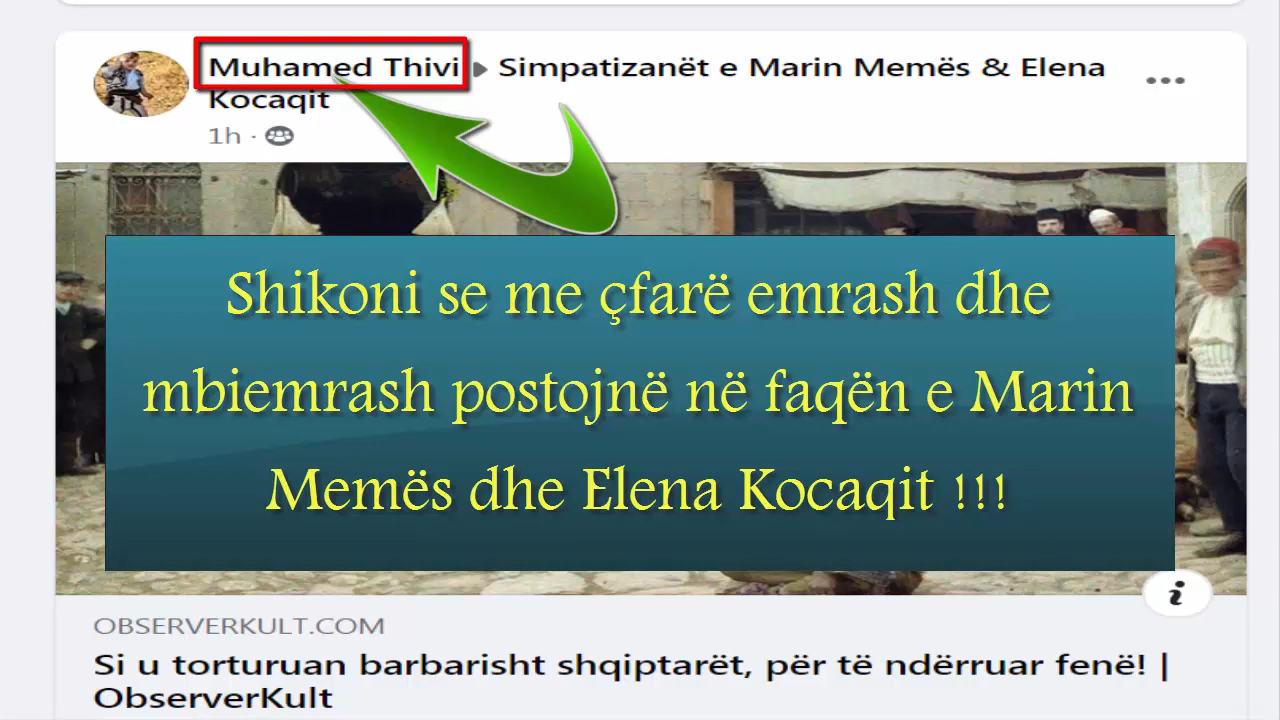 Muhamed Thivi ▸ Simpatizanët e Marin Memës & Elena
Kocaqit
1h ·
Shikoni se me çfarë emrash dhe
mbiemrash postojnë në faqën e Marin
Memës dhe Elena Kocaqit !!!
i
OBSERVERKULT.COM
Si u torturuan barbarisht shqiptarët, për të ndërruar fenë! |
ObserverKult